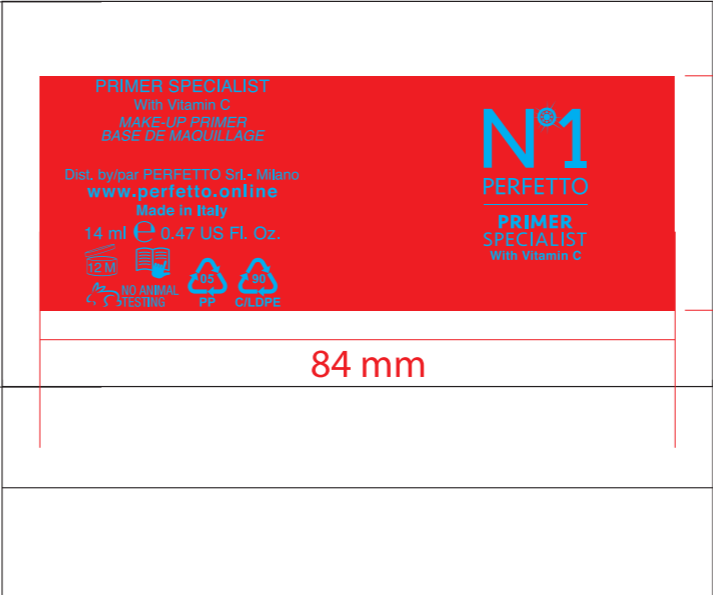 PRIMER SPECIALIST
With Vitamin C
MAKE-UP PRIMER
BASE DE MAQUILLAGE
Dist, by/par PERFETTO Srl.- Milano
www.perfetto.online
Made in Italy
14 ml ℮ 0.47 US Fl. Oz.
12 M
NO ANIMAL
TESTING
05
PP
90
C/LDPE
N°1
PERFETTO
PRIMER
SPECIALIST
With Vitamin C
84 mm